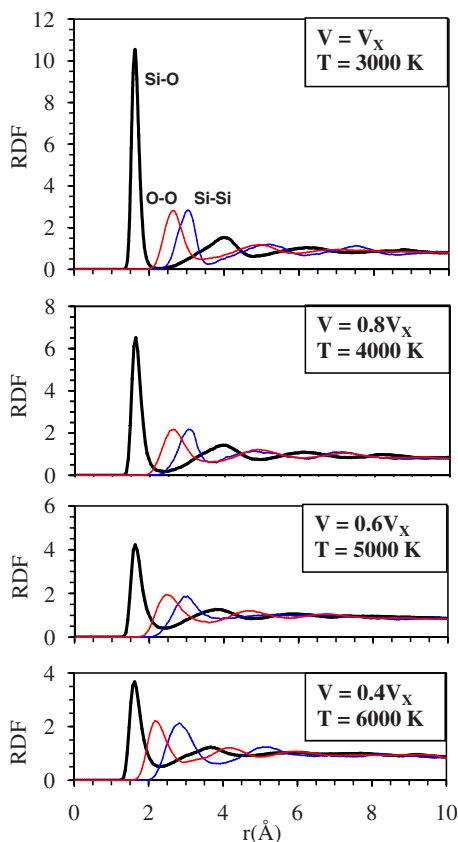 12
10
8
6
4
2
0
RDF
Si-O
O-O
Si-Si
V = V_X
T = 3000 K
8
6
4
2
0
RDF
V = 0.8V_X
T = 4000 K
6
4
2
0
RDF
V = 0.6V_X
T = 5000 K
4
2
0
RDF
V = 0.4V_X
T = 6000 K
0 2 4 6 8 10
r(Å)